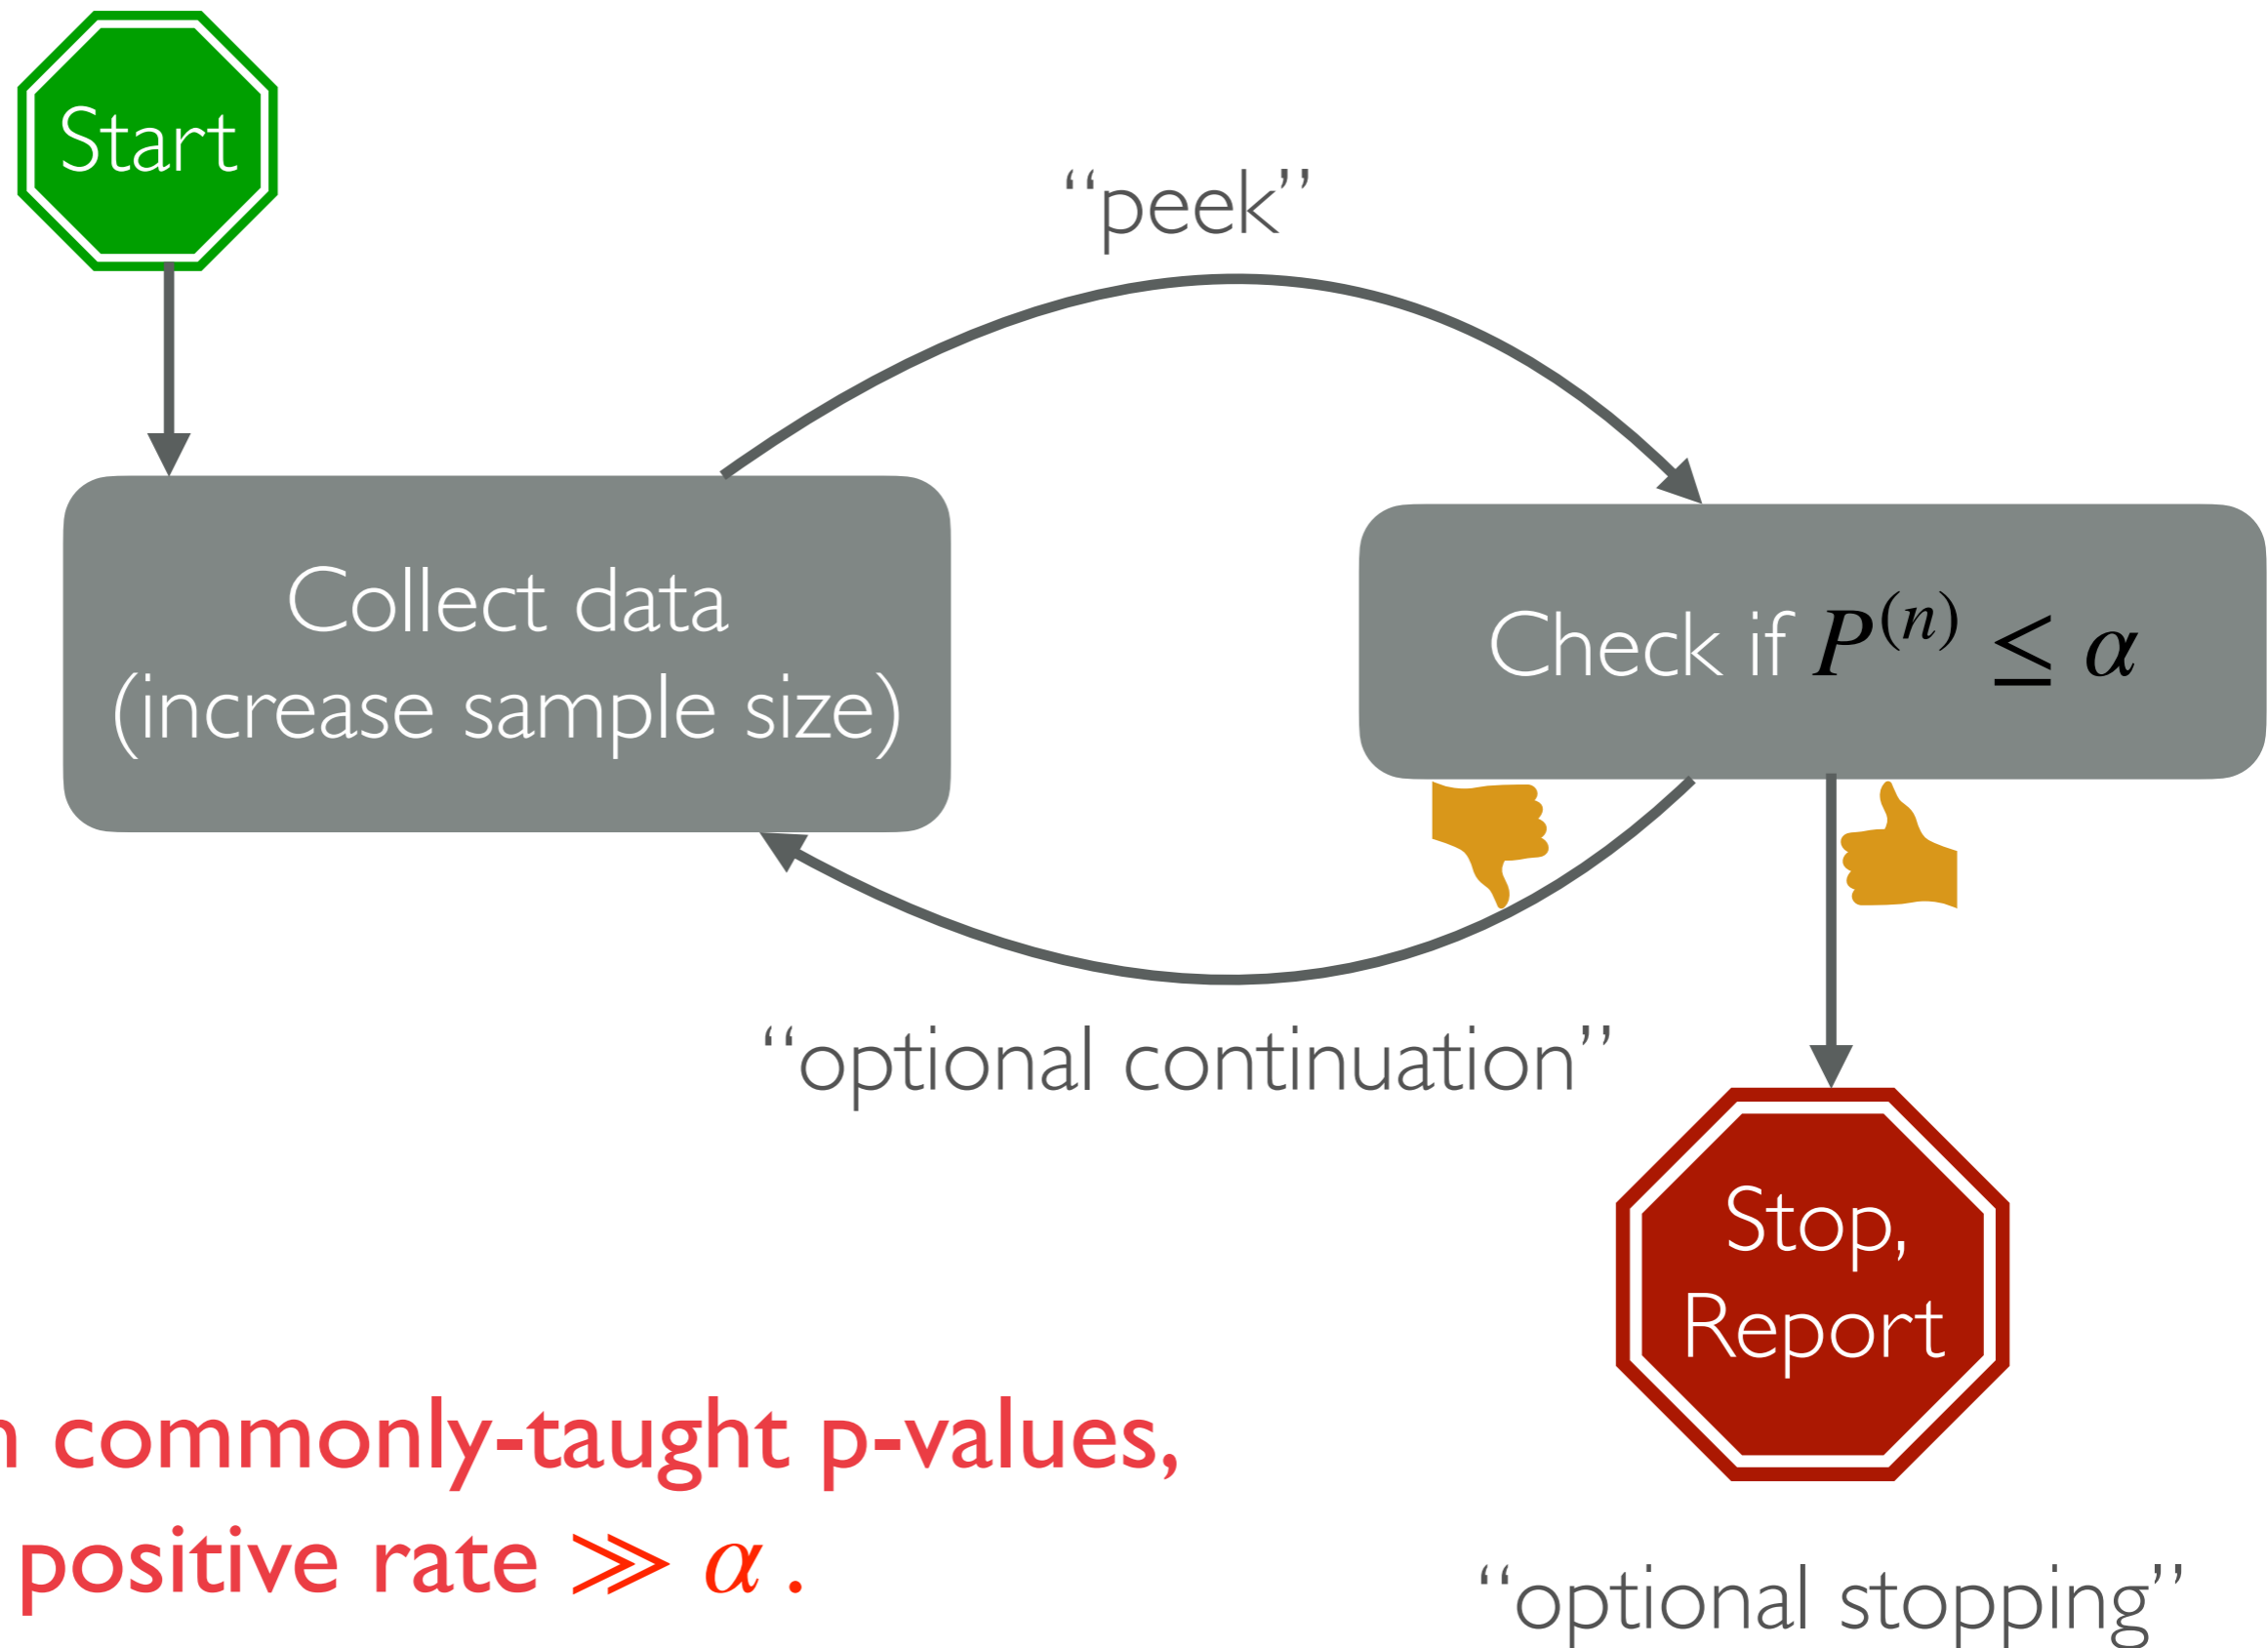 Start
“peek”
Collect data
(increase sample size)
Check if P⁽ⁿ⁾ ≤ α
“optional continuation”
Stop,
Report
commonly-taught p-values,
positive rate ≫ α .
“optional stopping”